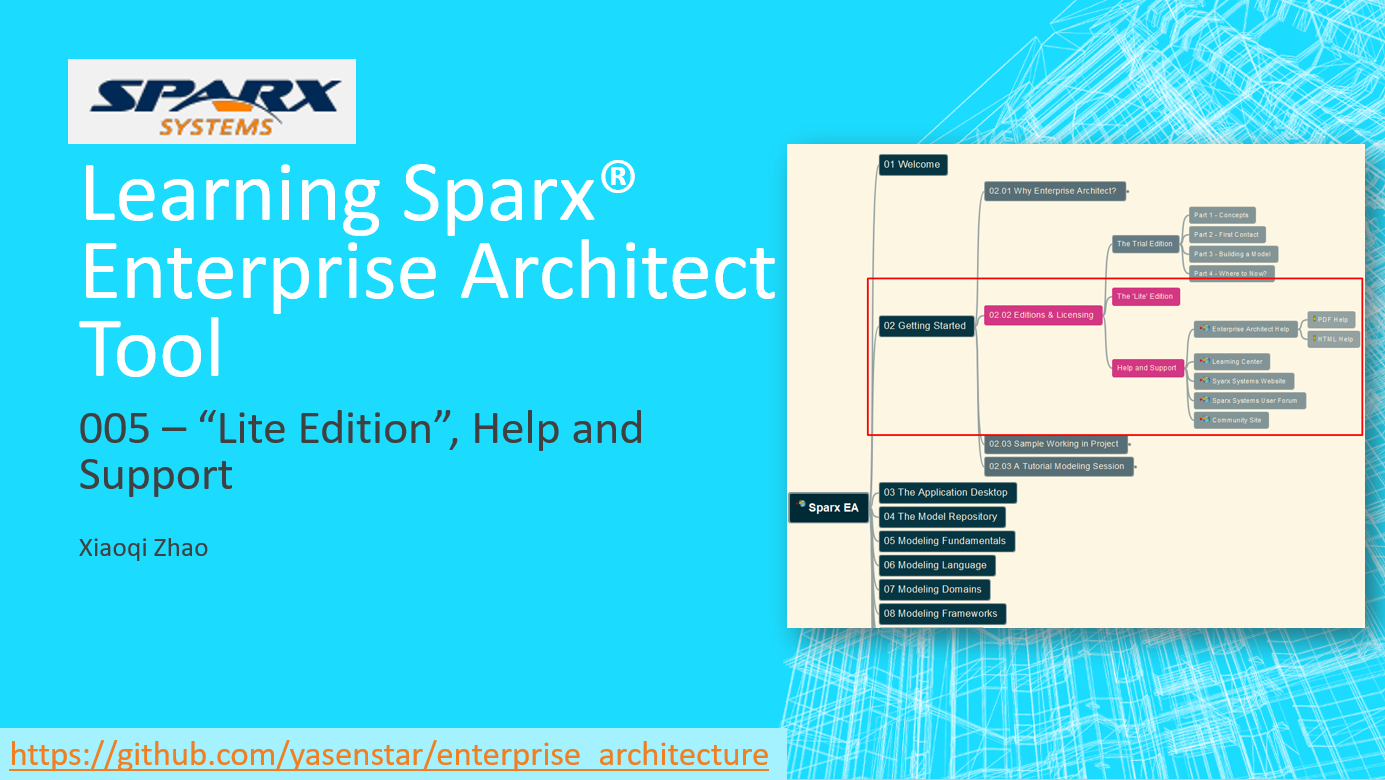 SPARX
SYSTEMS
Learning Sparx®
Enterprise Architect
Tool
005 – “Lite Edition”, Help and
Support
Xiaoqi Zhao
https://github.com/yasenstar/enterprise_architecture
01 Welcome
02.01 Why Enterprise Architect?
Part 1 - Concepts
Part 2 - First Contact
The Trial Edition
Part 3 - Building a Model
Part 4 - Where to Now?
The 'Lite' Edition
02.02 Editions & Licensing
02 Getting Started
PDF Help
Enterprise Architect Help
HTML Help
Learning Center
Help and Support
Syarx Systems Website
Sparx Systems User Forum
Community Site
02.03 Sample Working in Project
02.03 A Tutorial Modeling Session
03 The Application Desktop
Sparx EA
04 The Model Repository
05 Modeling Fundamentals
06 Modeling Language
07 Modeling Domains
08 Modeling Frameworks